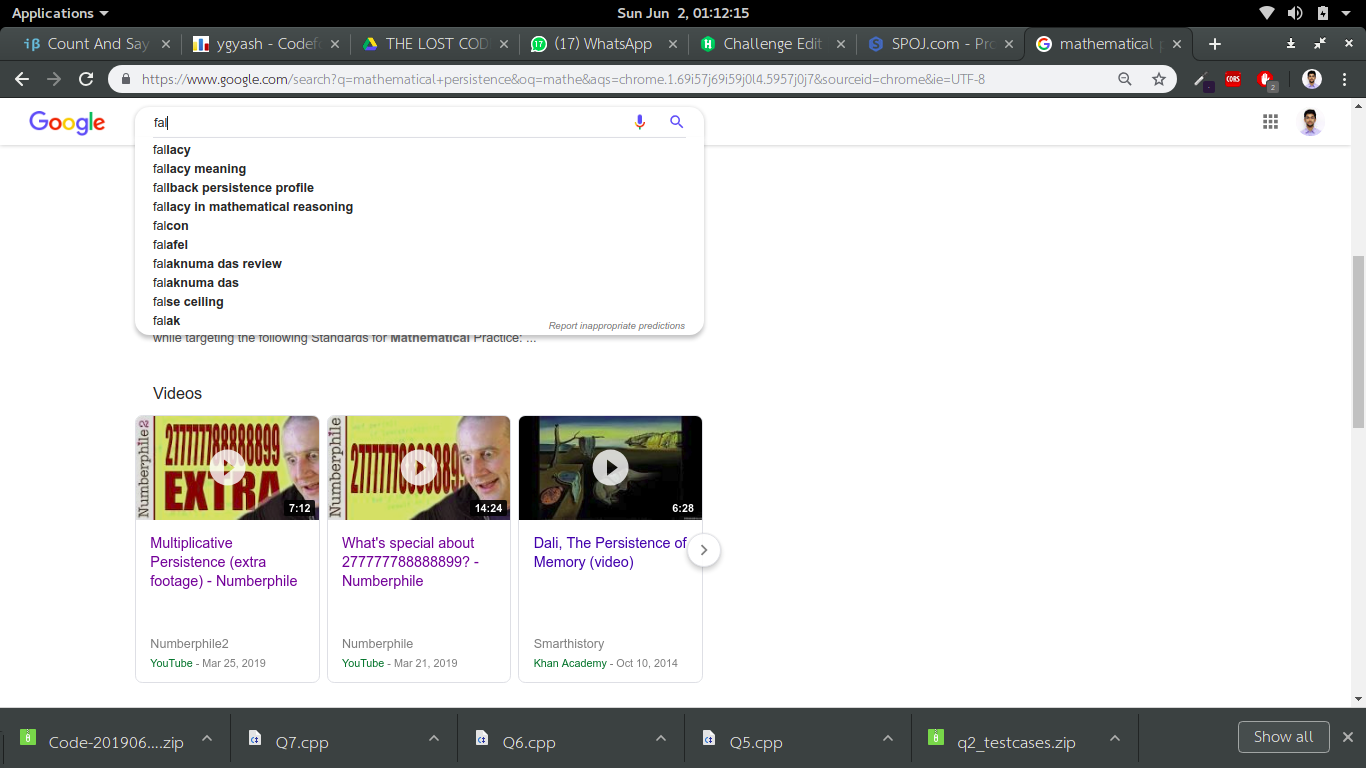 Applications
Sun Jun 2, 01:12:15
Count And Say
ygyash - Codef
THE LOST COD
(17) WhatsApp
Challenge Edit
SPOJ.com - Pro
mathematical p
https://www.google.com/search?q=mathematical+persistence&oq=mathe&aqs=chrome.1.69i57j69i59j0l4.5957j0j7&sourceid=chrome&ie=UTF-8
CORS
2
Google
fal
fallacy
fallacy meaning
fallback persistence profile
fallacy in mathematical reasoning
falcon
falafel
falaknuma das review
falaknuma das
false ceiling
falak
Report inappropriate predictions
while targeting the following Standards for Mathematical Practice: ...
Videos
Numberphile2
277777788888899
EXTRA
7:12
Numberphile
14:24
6:28
Multiplicative
Persistence (extra
footage) - Numberphile
Numberphile2
YouTube - Mar 25, 2019
What's special about
277777788888899? -
Numberphile
Numberphile
YouTube - Mar 21, 2019
Dali, The Persistence of
Memory (video)
Smarthistory
Khan Academy - Oct 10, 2014
Code-201906....zip
Q7.cpp
Q6.cpp
Q5.cpp
q2_testcases.zip
Show all